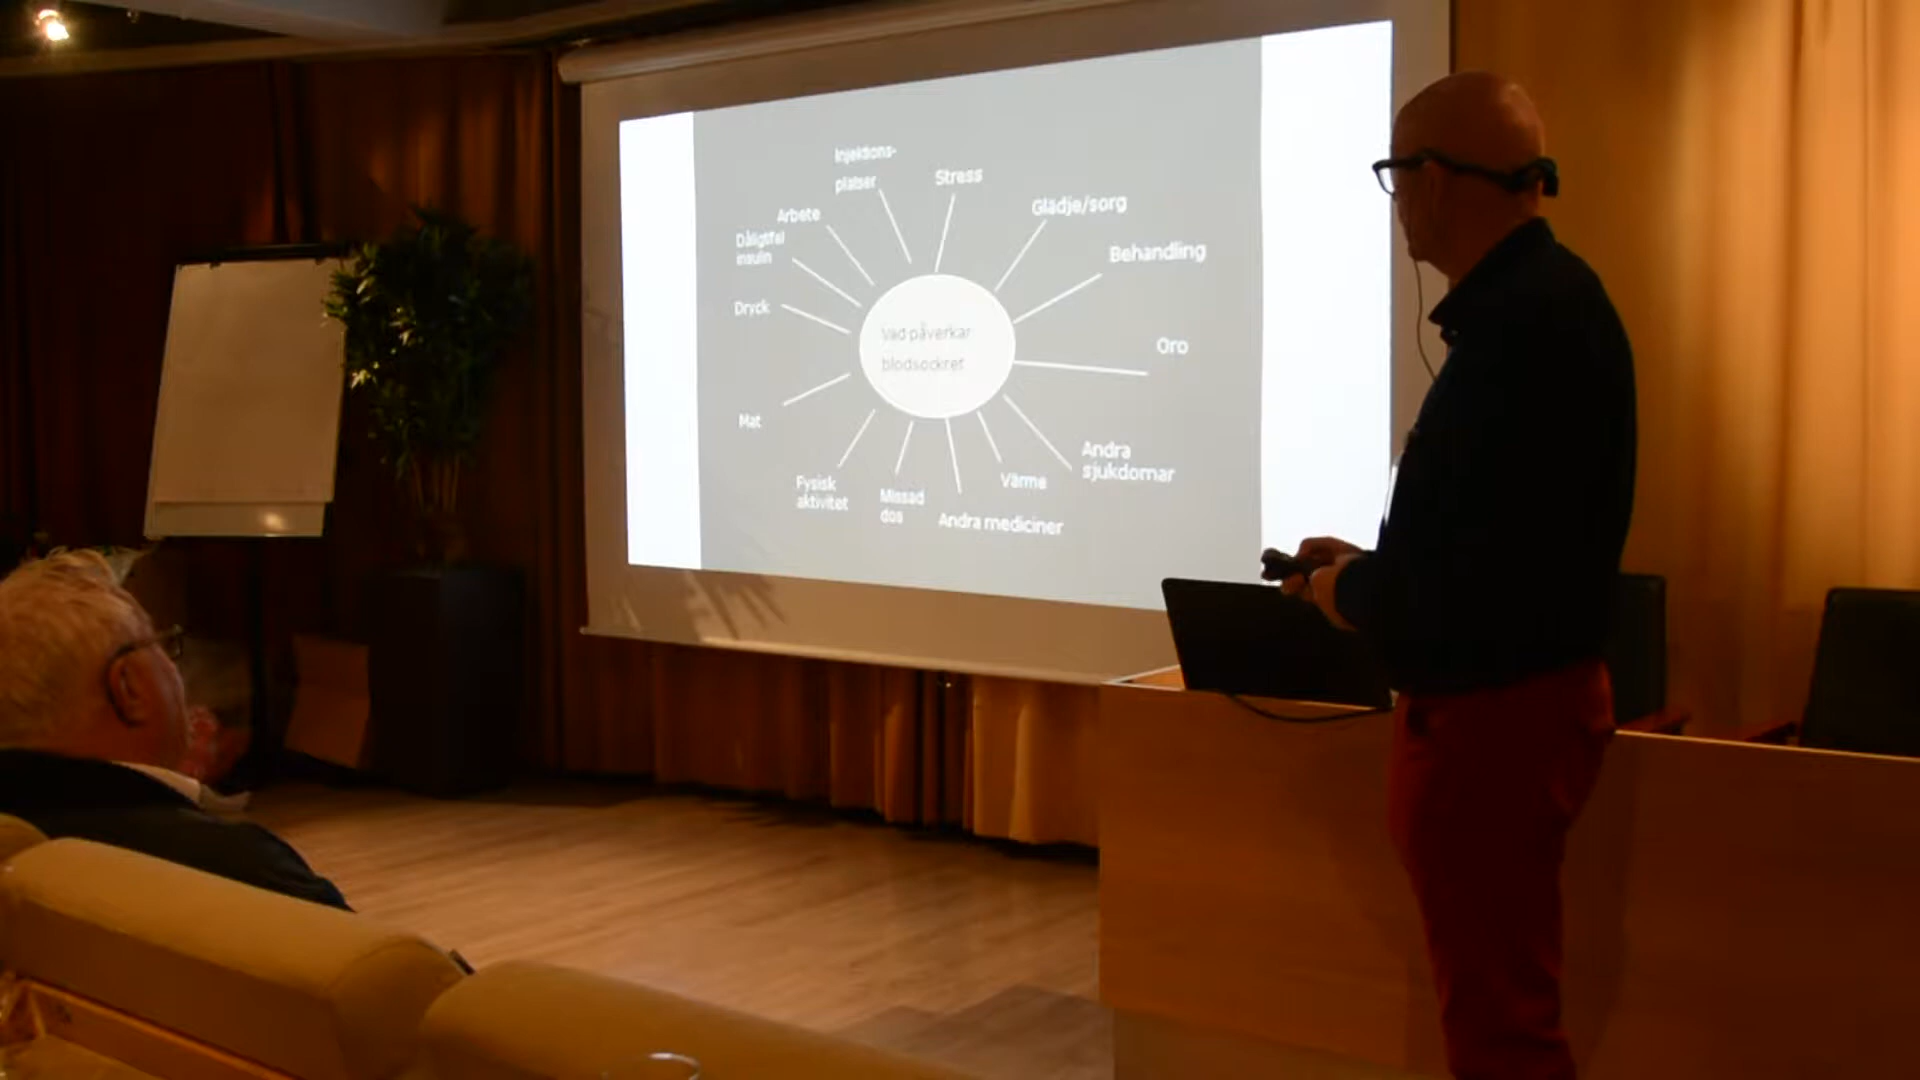 Injektions-
platser
Stress
Glädje/sorg
Arbete
Dåligt/fel
insulin
Behandling
Dryck
Vad påverkar
blodsockret
Oro
Mat
Andra
sjukdomar
Fysisk
aktivitet
Missad
dos
Värme
Andra mediciner